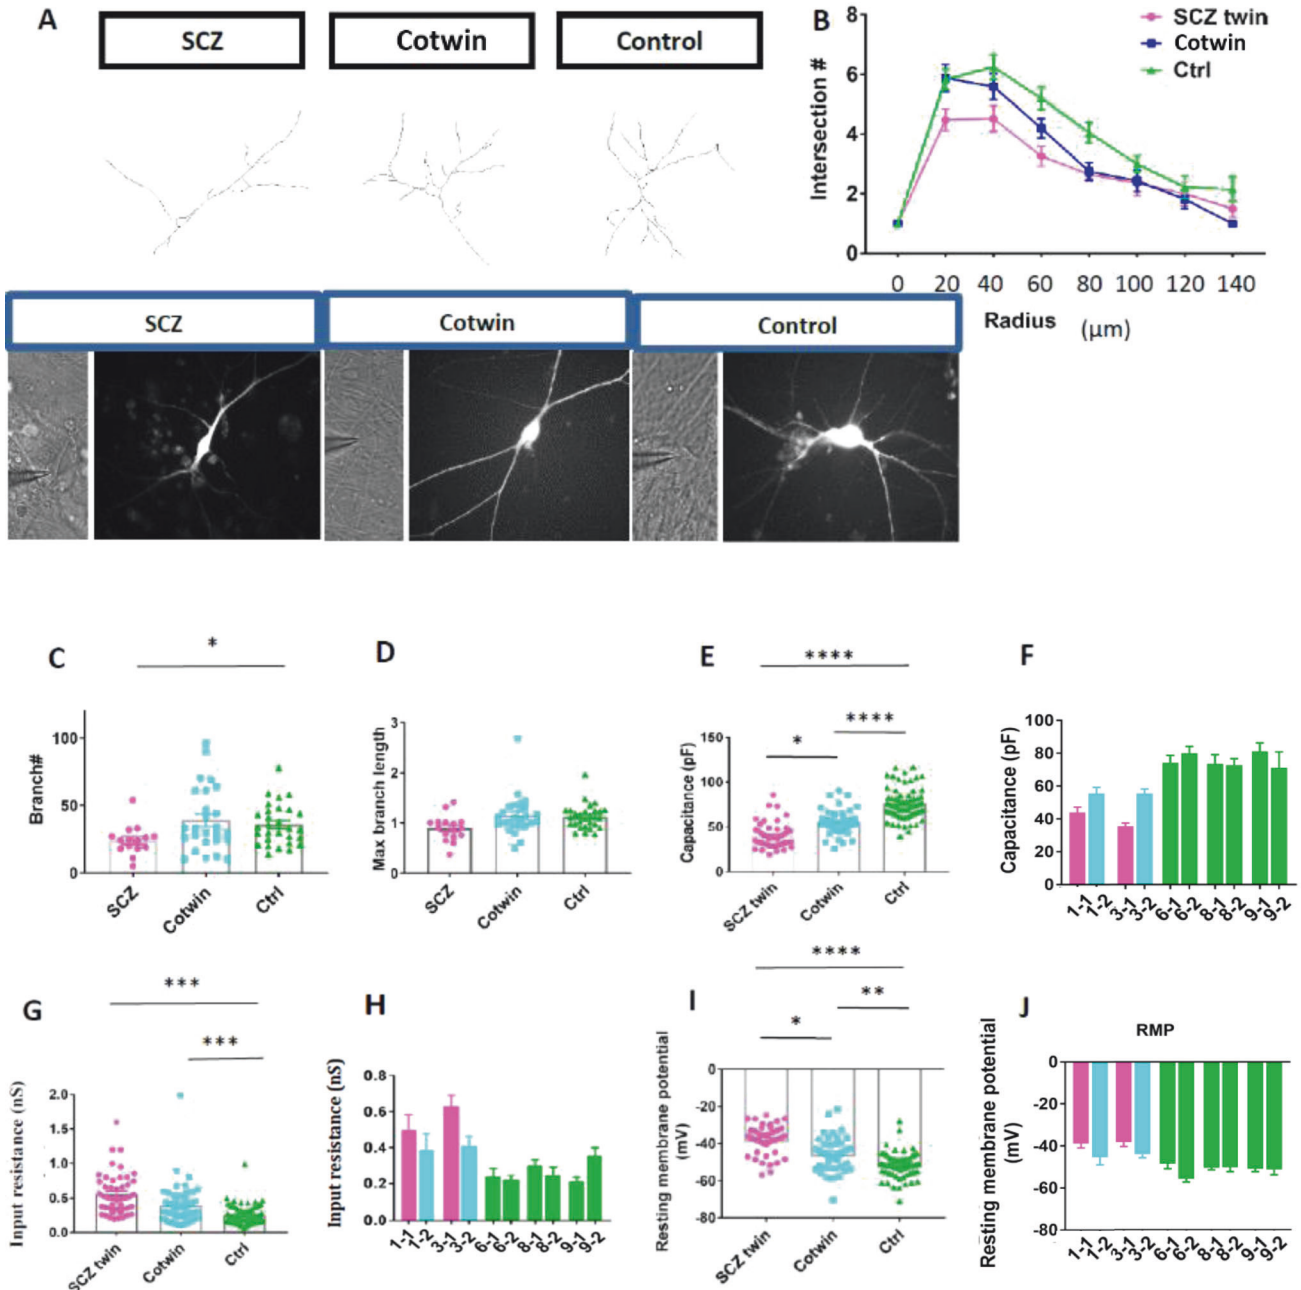 A
SCZ
Cotwin
Control
B
SCZ twin
Cotwin
Ctrl
Intersection #
8
6
4
2
0
0 20 40 60 80 100 120 140
Radius (μm)
SCZ
Cotwin
Control
C
*
Branch#
100
50
0
SCZ
Cotwin
Ctrl
D
Max branch length
3
2
1
0
SCZ
Cotwin
Ctrl
E
****
****
*
Capacitance (pF)
150
100
50
0
SCZ twin
Cotwin
Ctrl
F
Capacitance (pF)
100
80
60
40
20
0
1-1
1-2
3-1
3-2
6-1
6-2
8-1
8-2
9-1
9-2
G
***
***
Input resistance (nS)
2.0
1.5
1.0
0.5
0.0
SCZ twin
Cotwin
Ctrl
H
Input resistance (nS)
0.8
0.6
0.4
0.2
0.0
1-1
1-2
3-1
3-2
6-1
6-2
8-1
8-2
9-1
9-2
I
****
**
*
Resting membrane potential
(mV)
0
-20
-40
-60
-80
SCZ twin
Cotwin
Ctrl
J
RMP
Resting membrane potential
(mV)
0
-20
-40
-60
-80
1-1
1-2
3-1
3-2
6-1
6-2
8-1
8-2
9-1
9-2